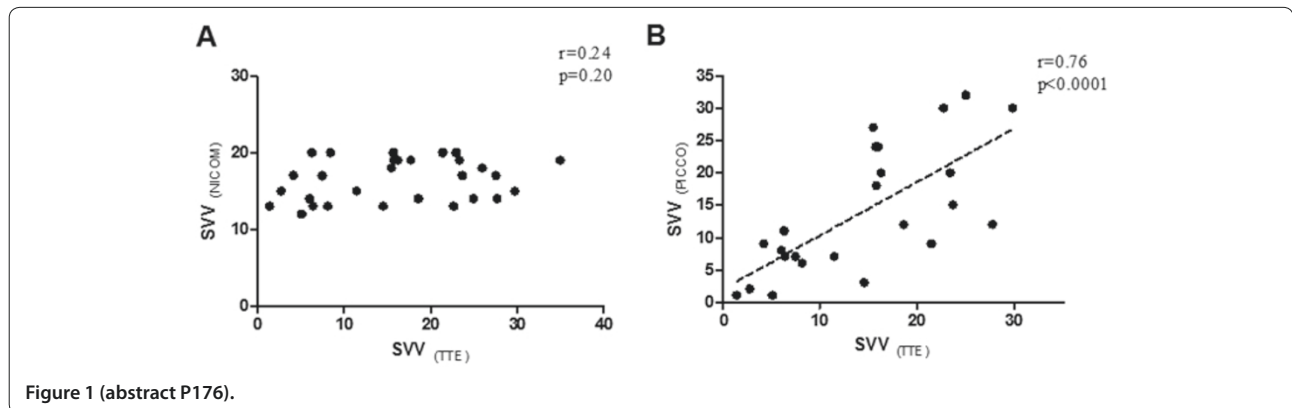 A
r=0.24
p=0.20
30
20
10
0
SVV (NICOM)
0 10 20 30 40
SVV (TTE)
B
r=0.76
p<0.0001
35
30
25
20
15
10
5
0
SVV (PICCO)
0 10 20 30
SVV (TTE)
Figure 1 (abstract P176).